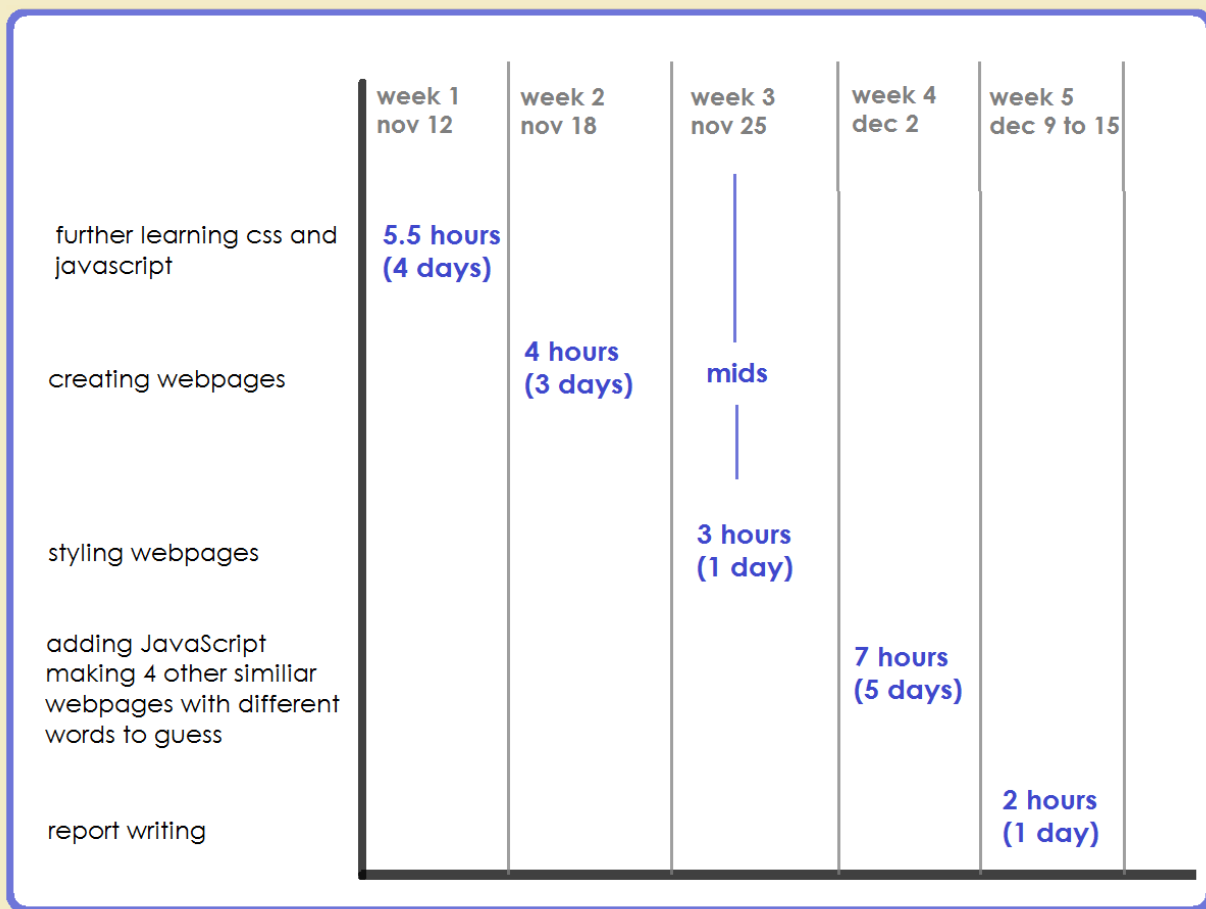 week 1
nov 12
week 2
nov 18
week 3
nov 25
week 4
dec 2
week 5
dec 9 to 15
further learning css and
javascript
5.5 hours
(4 days)
creating webpages
4 hours
(3 days)
mids
styling webpages
3 hours
(1 day)
adding JavaScript
making 4 other similiar
webpages with different
words to guess
7 hours
(5 days)
report writing
2 hours
(1 day)